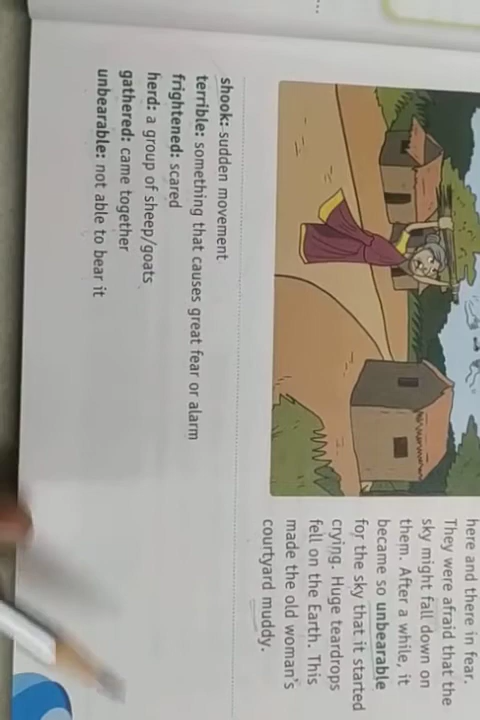 here and there in fear.
They were afraid that the
sky might fall down on
them. After a while, it
became so unbearable
for the sky that it started
crying. Huge teardrops
fell on the Earth. This
made the old woman's
courtyard muddy.
shook: sudden movement
terrible: something that causes great fear or alarm
frightened: scared
herd: a group of sheep/goats
gathered: came together
unbearable: not able to bear it